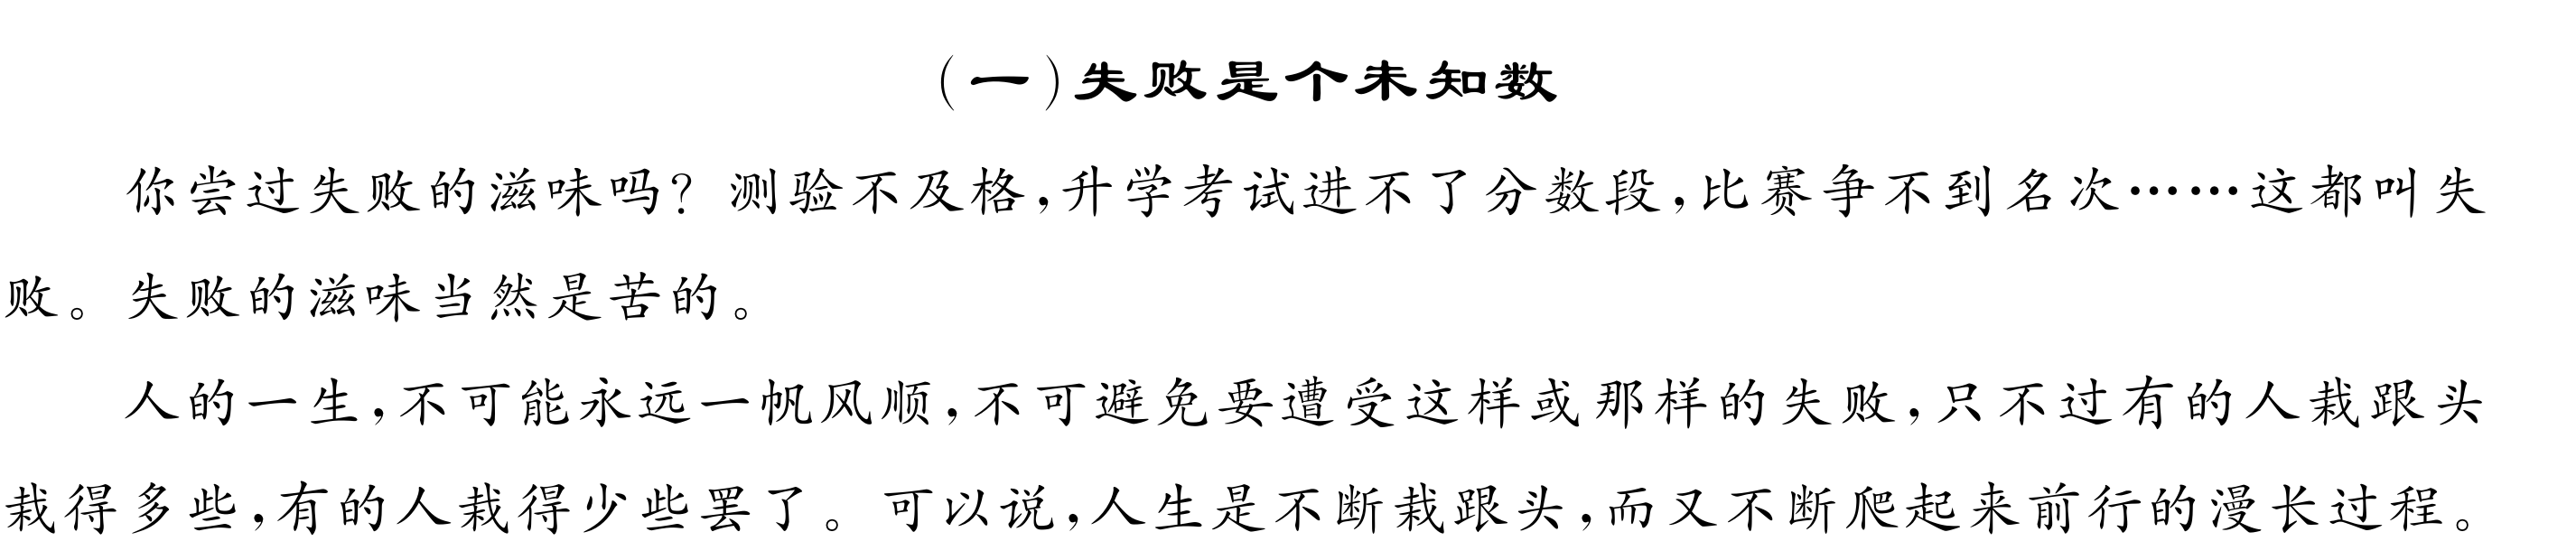 (一)失败是个未知数
你尝过失败的滋味吗？测验不及格,升学考试进不了分数段,比赛争不到名次……这都叫失
败。失败的滋味当然是苦的。
人的一生,不可能永远一帆风顺,不可避免要遭受这样或那样的失败,只不过有的人栽跟头
栽得多些,有的人栽得少些罢了。可以说,人生是不断栽跟头,而又不断爬起来前行的漫长过程。